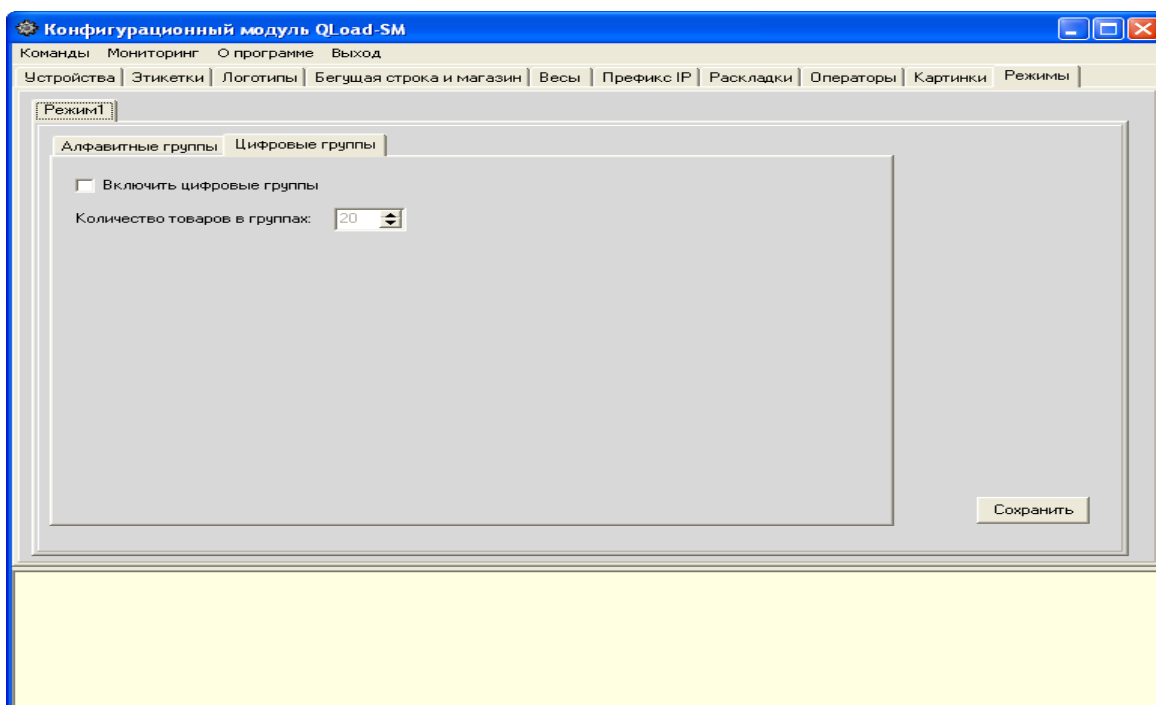 Конфигурационный модуль QLoad-SM
Команды Мониторинг О программе Выход
Устройства Этикетки Логотипы Бегущая строка и магазин Весы Префикс IP Раскладки Операторы Картинки Режимы
Режим1
Алфавитные группы Цифровые группы
Включить цифровые группы
Количество товаров в группах: 20
Сохранить